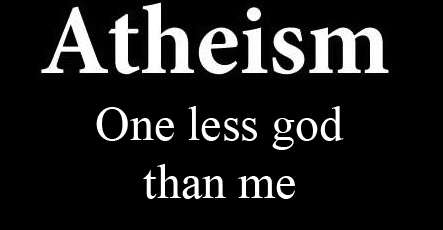 Atheism
One less god
than me